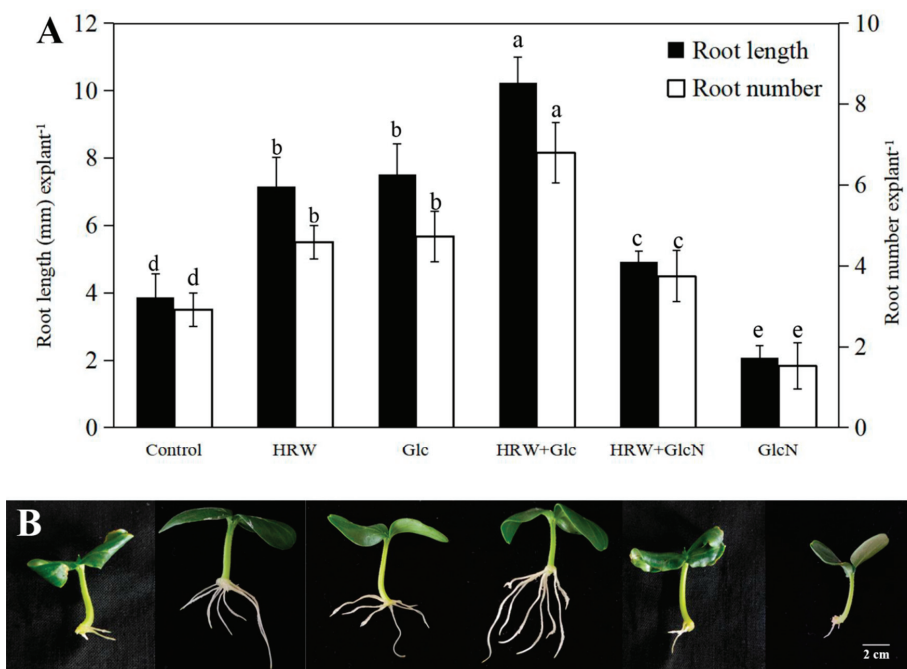 A
12
10
8
6
4
2
0
Root length (mm) explant⁻¹
10
8
6
4
2
0
Root number explant⁻¹
Root length
Root number
d
d
b
b
b
b
a
a
c
c
e
e
Control
HRW
Glc
HRW+Glc
HRW+GlcN
GlcN
B
2 cm